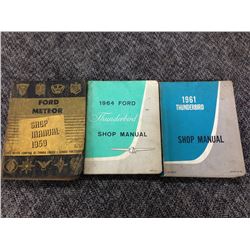 FORD
METEOR
SHOP
MANUAL
1959
1964 FORD
Thunderbird
SHOP MANUAL
1961
THUNDERBIRD
SHOP MANUAL